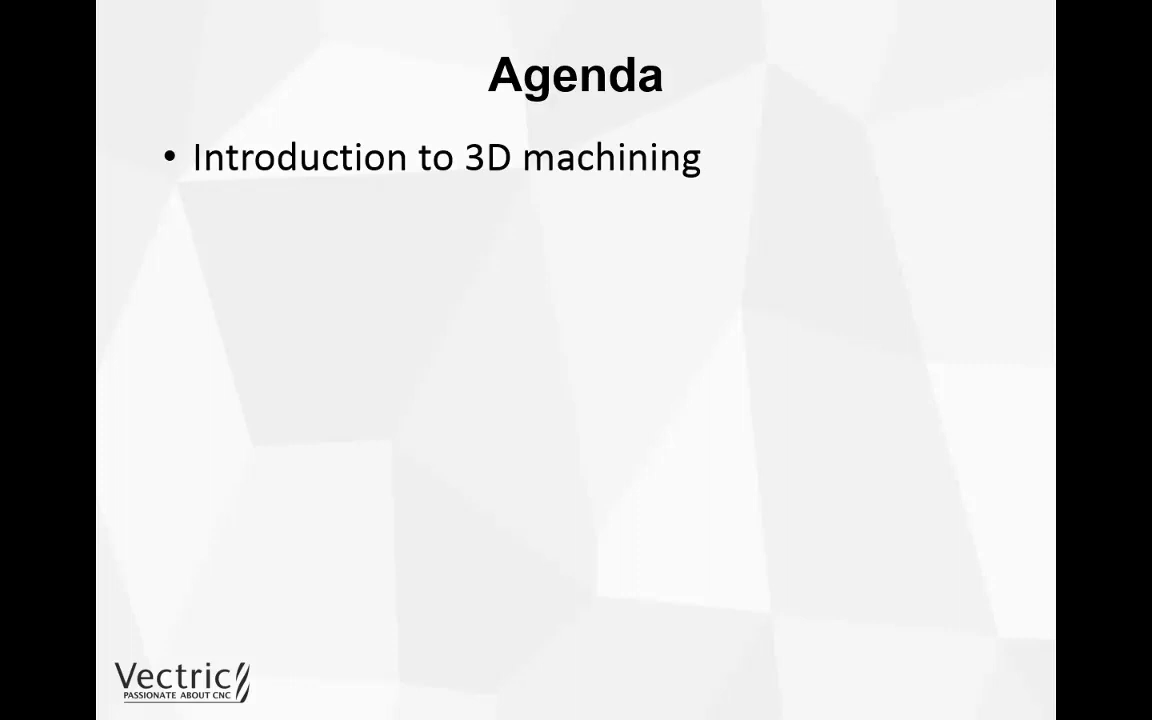 Agenda
• Introduction to 3D machining
Vectric
PASSIONATE ABOUT CNC